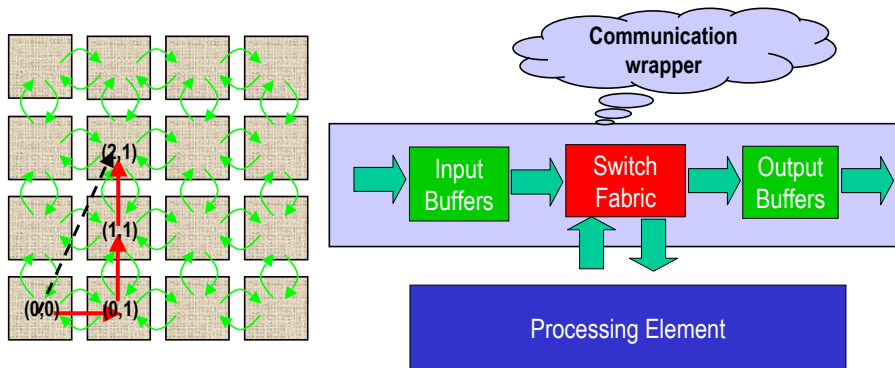 Communication
wrapper
(2,1)
(1,1)
(0,0)
(0,1)
Input
Buffers
Switch
Fabric
Output
Buffers
Processing Element